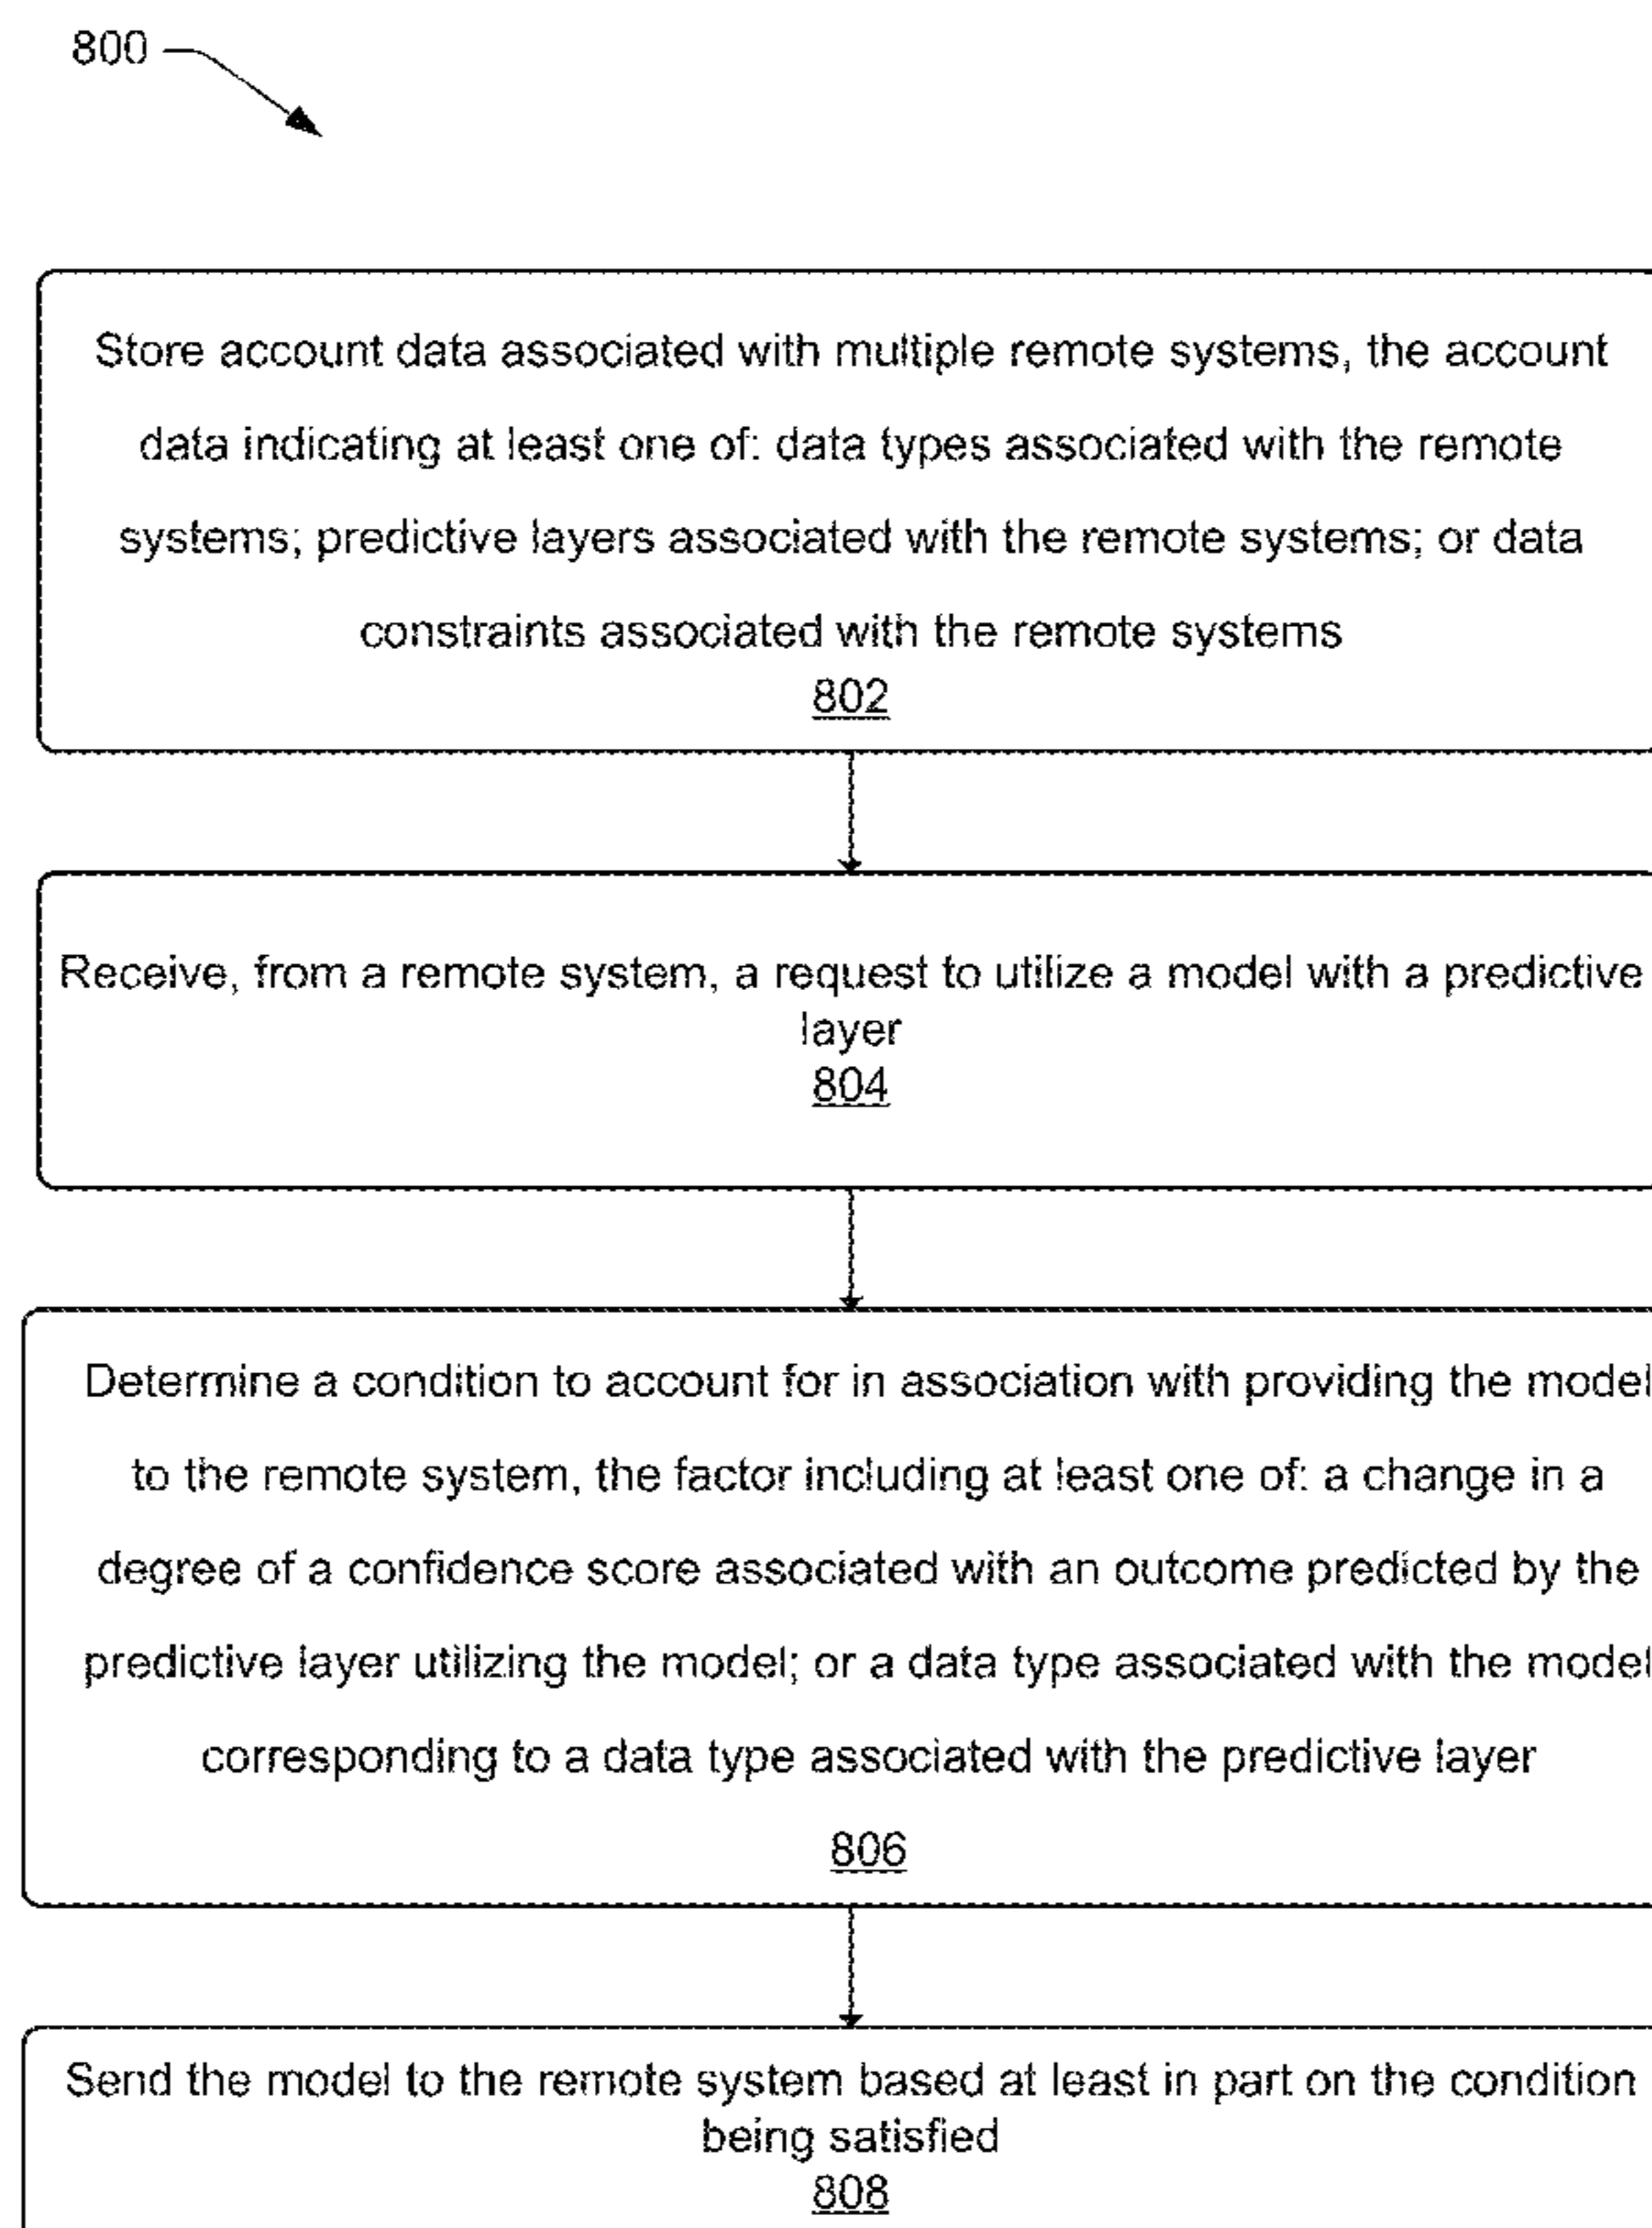 800
Store account data associated with multiple remote systems, the account
data indicating at least one of: data types associated with the remote
systems; predictive layers associated with the remote systems; or data
constraints associated with the remote systems
802
Receive, from a remote system, a request to utilize a model with a predictive
layer
804
Determine a condition to account for in association with providing the model
to the remote system, the factor including at least one of: a change in a
degree of a confidence score associated with an outcome predicted by the
predictive layer utilizing the model; or a data type associated with the model
corresponding to a data type associated with the predictive layer
806
Send the model to the remote system based at least in part on the condition
being satisfied
808